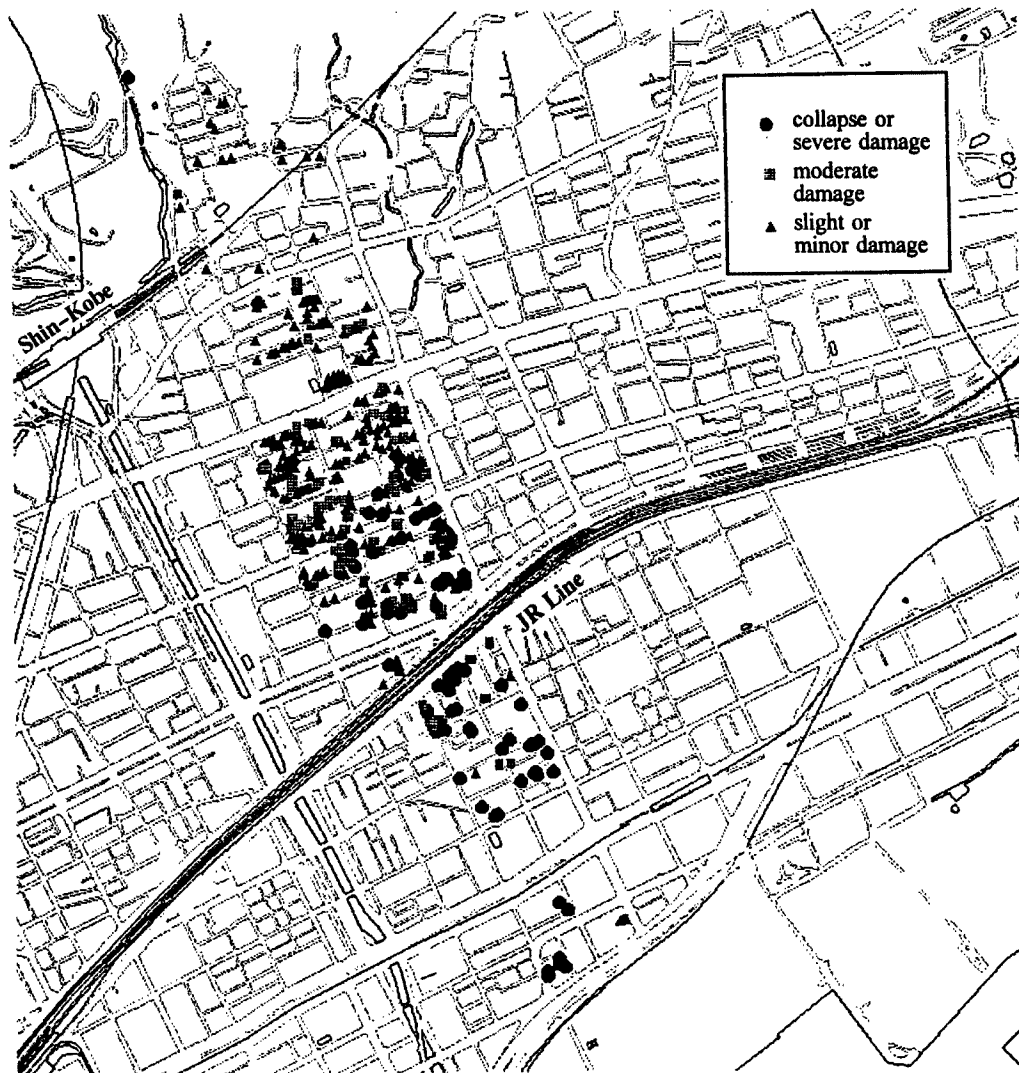 collapse or
severe damage
moderate
damage
slight or
minor damage
Shin-Kobe
JR Line